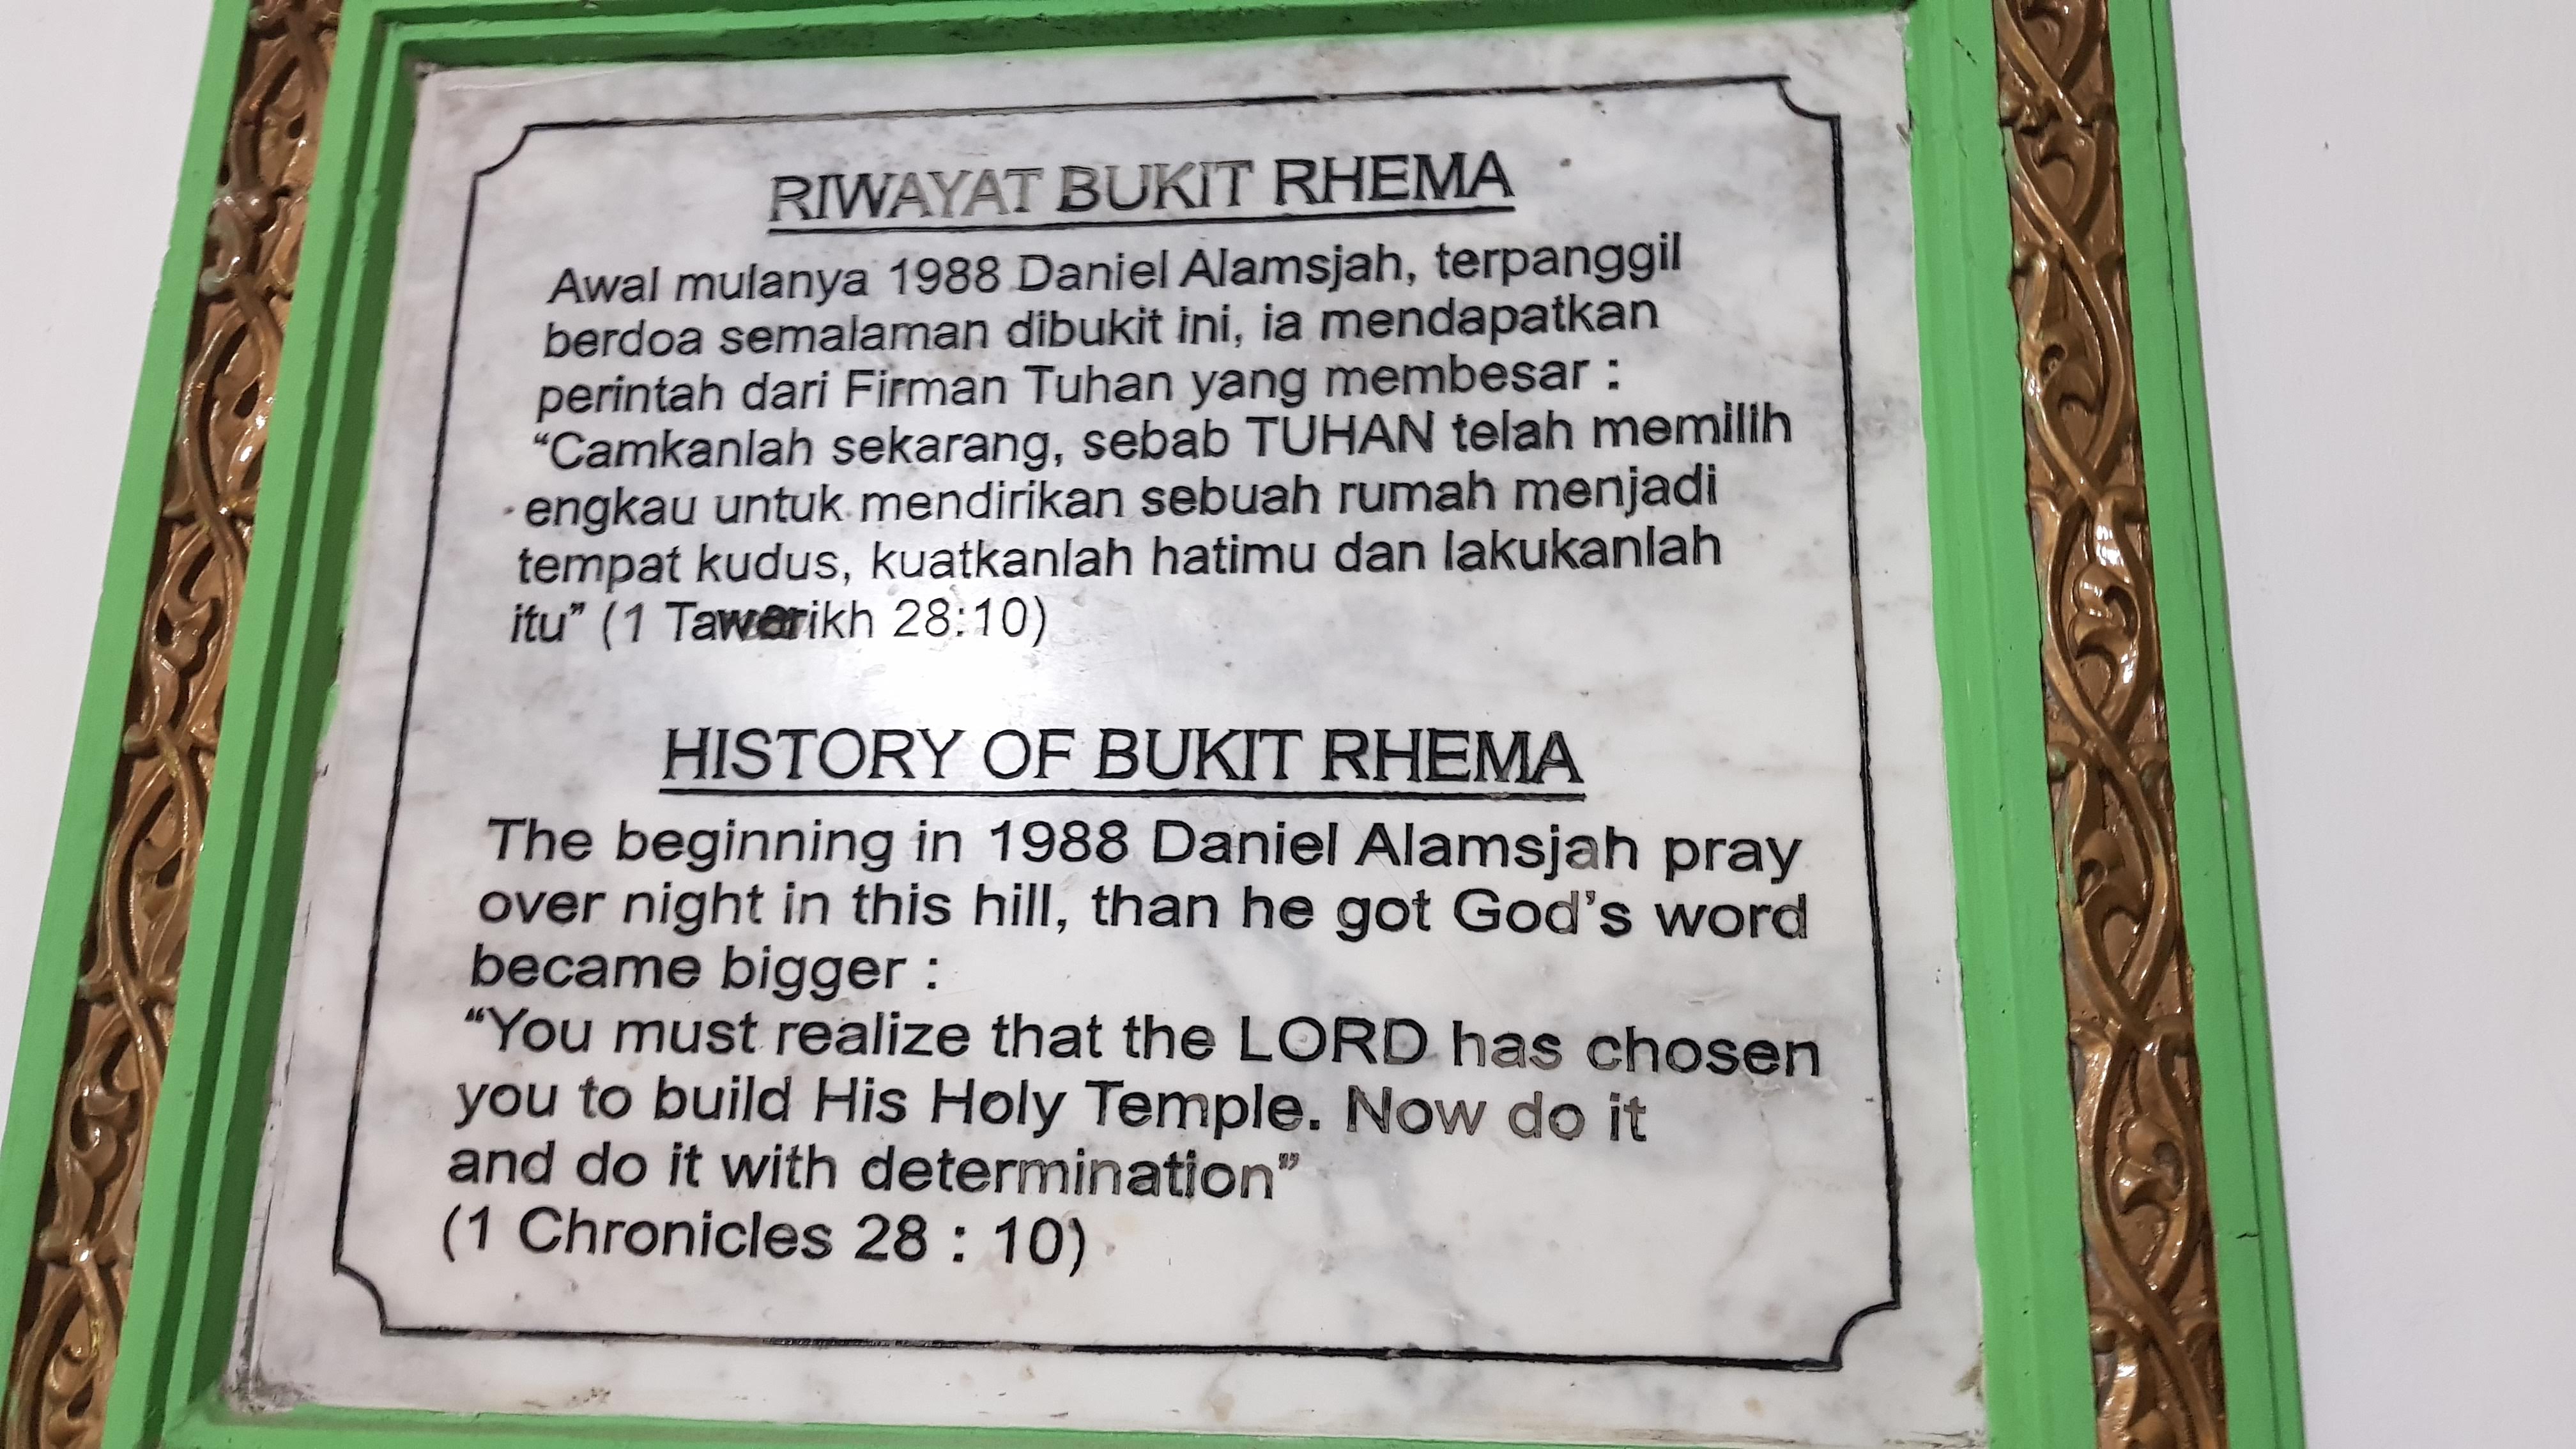 RIWAYAT BUKIT RHEMA
Awal mulanya 1988 Daniel Alamsjah, terpanggil
berdoa semalaman dibukit ini, ia mendapatkan
perintah dari Firman Tuhan yang membesar :
“Camkanlah sekarang, sebab TUHAN telah memilih
engkau untuk mendirikan sebuah rumah menjadi
tempat kudus, kuatkanlah hatimu dan lakukanlah
itu” (1 Tawarikh 28:10)
HISTORY OF BUKIT RHEMA
The beginning in 1988 Daniel Alamsjah pray
over night in this hill, than he got God’s word
became bigger :
“You must realize that the LORD has chosen
you to build His Holy Temple. Now do it
and do it with determination”
(1 Chronicles 28 : 10)